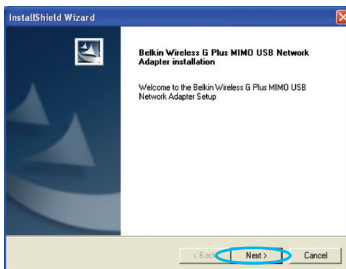 InstallShield Wizard
Belkin Wireless G Plus MIMO USB Network
Adapter installation
Welcome to the Belkin Wireless G Plus MIMO USB
Network Adapter Setup
< Back Next > Cancel